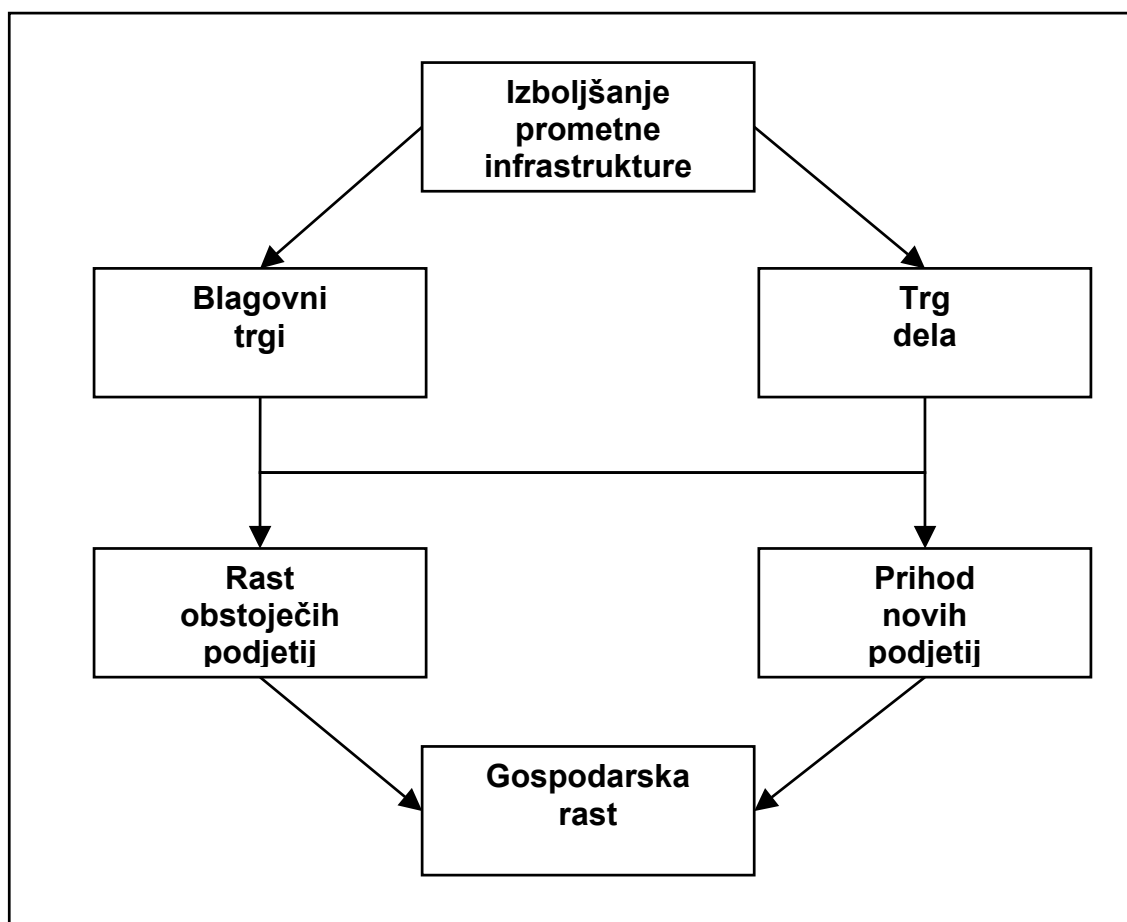 Izboljšanje
prometne
infrastrukture
Blagovni
trgi
Trg
dela
Rast
obstoječih
podjetij
Prihod
novih
podjetij
Gospodarska
rast